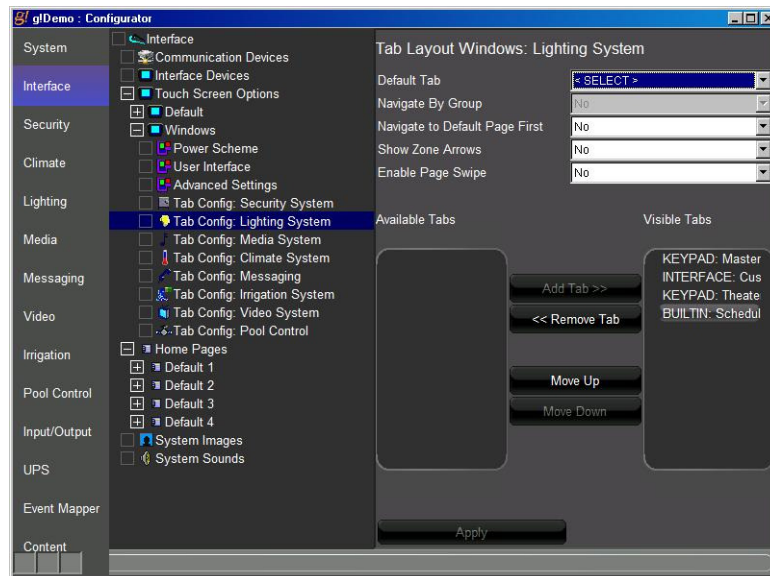 g! g!Demo : Configurator
System
Interface
Security
Climate
Lighting
Media
Messaging
Video
Irrigation
Pool Control
Input/Output
UPS
Event Mapper
Content
Interface
Communication Devices
Interface Devices
Touch Screen Options
Default
Windows
Power Scheme
User Interface
Advanced Settings
Tab Config: Security System
Tab Config: Lighting System
Tab Config: Media System
Tab Config: Climate System
Tab Config: Messaging
Tab Config: Irrigation System
Tab Config: Video System
Tab Config: Pool Control
Home Pages
Default 1
Default 2
Default 3
Default 4
System Images
System Sounds
Tab Layout Windows: Lighting System
Default Tab < SELECT >
Navigate By Group No
Navigate to Default Page First No
Show Zone Arrows No
Enable Page Swipe No
Available Tabs
Visible Tabs
Add Tab >>
<< Remove Tab
Move Up
Move Down
KEYPAD: Master
INTERFACE: Cus
KEYPAD: Theate
BUILTIN: Schedul
Apply